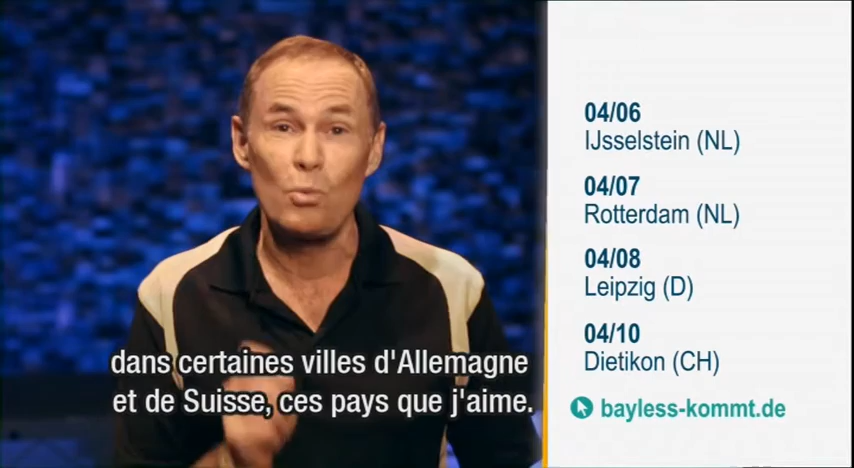 dans certaines villes d'Allemagne
et de Suisse, ces pays que j'aime.
04/06
IJsselstein (NL)
04/07
Rotterdam (NL)
04/08
Leipzig (D)
04/10
Dietikon (CH)
bayless-kommt.de